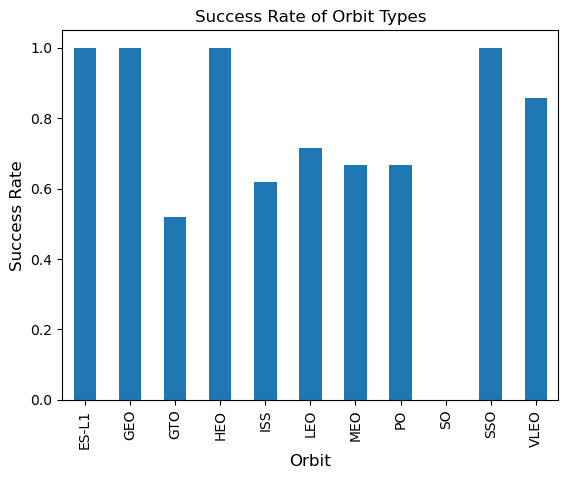 Success Rate of Orbit Types
Success Rate
1.0
0.8
0.6
0.4
0.2
0.0
ES-L1
GEO
GTO
HEO
ISS
LEO
MEO
PO
SO
SSO
VLEO
Orbit